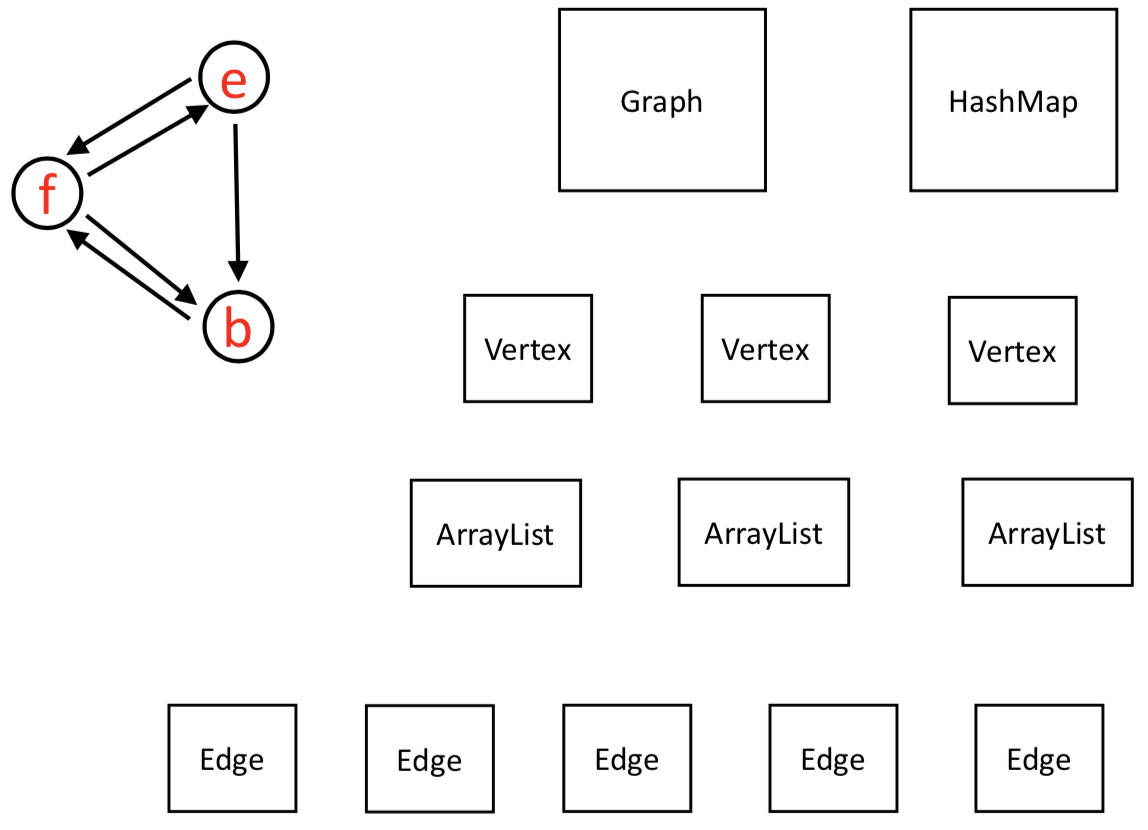 e
f
b
Graph
HashMap
Vertex
Vertex
Vertex
ArrayList
ArrayList
ArrayList
Edge
Edge
Edge
Edge
Edge